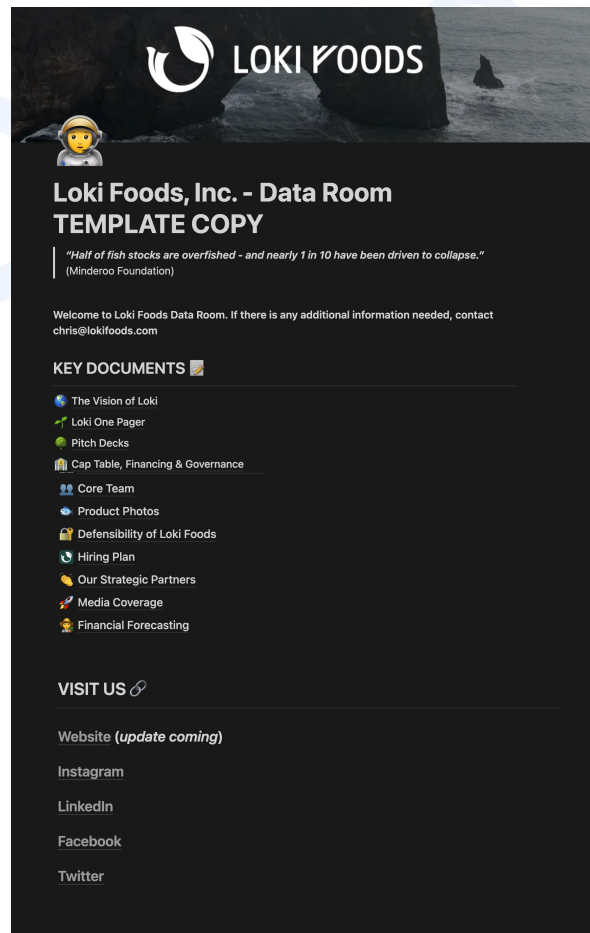 LOKI FOODS
Loki Foods, Inc. - Data Room
TEMPLATE COPY
“Half of fish stocks are overfished - and nearly 1 in 10 have been driven to collapse.”
(Minderoo Foundation)
Welcome to Loki Foods Data Room. If there is any additional information needed, contact
chris@lokifoods.com
KEY DOCUMENTS
The Vision of Loki
Loki One Pager
Pitch Decks
Cap Table, Financing & Governance
Core Team
Product Photos
Defensibility of Loki Foods
Hiring Plan
Our Strategic Partners
Media Coverage
Financial Forecasting
VISIT US
Website (update coming)
Instagram
LinkedIn
Facebook
Twitter